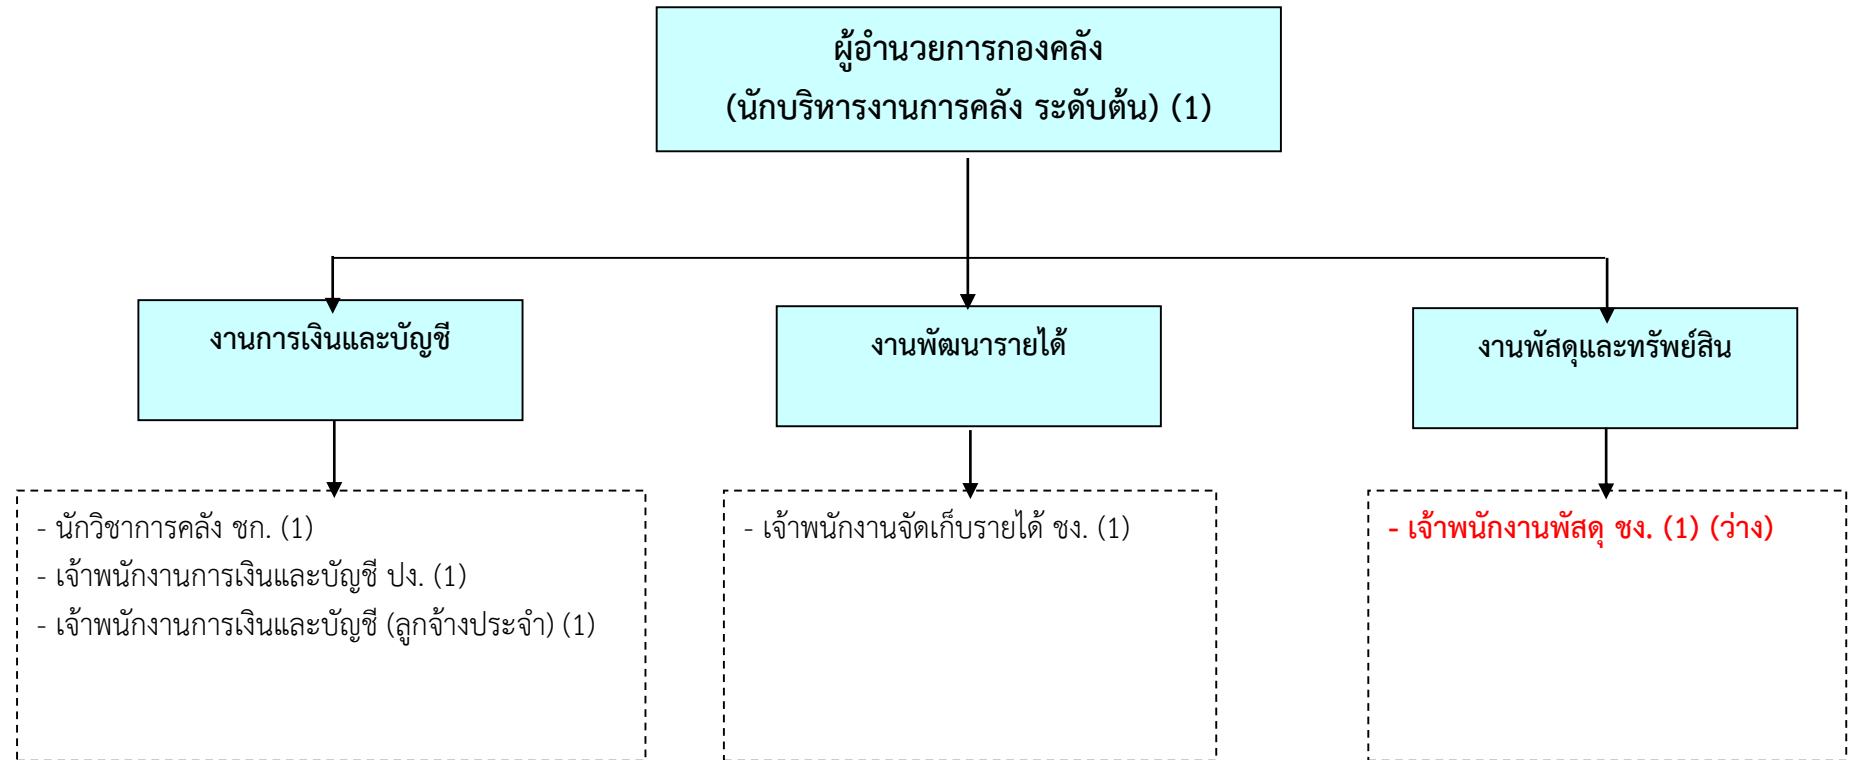 ผู้อำนวยการกองคลัง
(นักบริหารงานการคลัง ระดับต้น) (1)
งานการเงินและบัญชี
งานพัฒนารายได้
งานพัสดุและทรัพย์สิน
- นักวิชาการคลัง ชก. (1)
- เจ้าพนักงานการเงินและบัญชี ปง. (1)
- เจ้าพนักงานการเงินและบัญชี (ลูกจ้างประจำ) (1)
- เจ้าพนักงานจัดเก็บรายได้ ชง. (1)
- เจ้าพนักงานพัสดุ ชง. (1) (ว่าง)